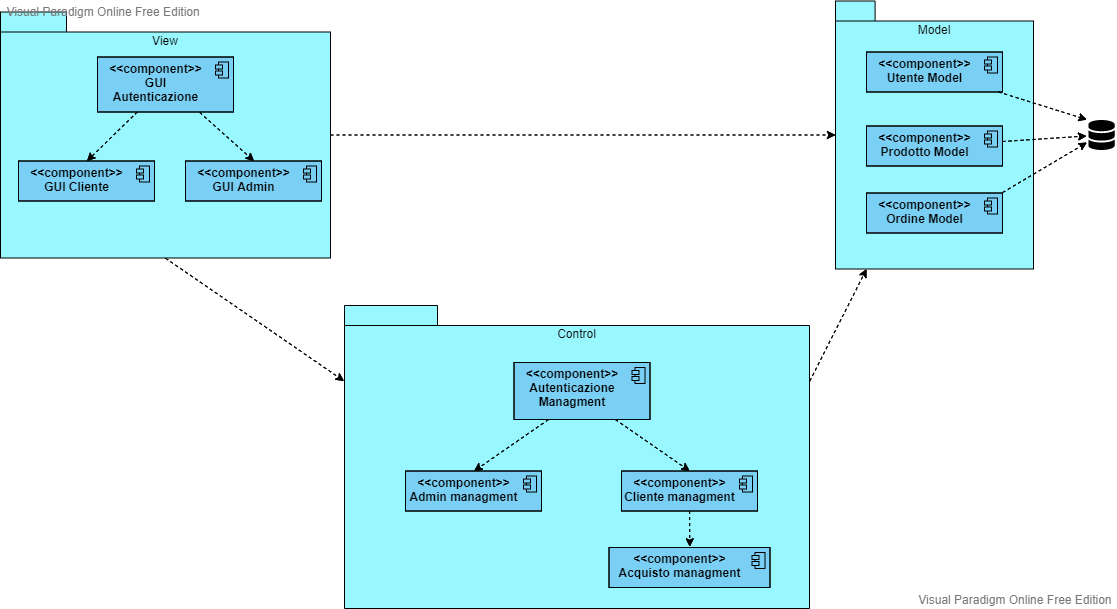 Visual Paradigm Online Free Edition
View
<<component>>
GUI
Autenticazione
<<component>>
GUI Cliente
<<component>>
GUI Admin
Model
<<component>>
Utente Model
<<component>>
Prodotto Model
<<component>>
Ordine Model
Control
<<component>>
Autenticazione
Managment
<<component>>
Admin managment
<<component>>
Cliente managment
<<component>>
Acquisto managment
Visual Paradigm Online Free Edition